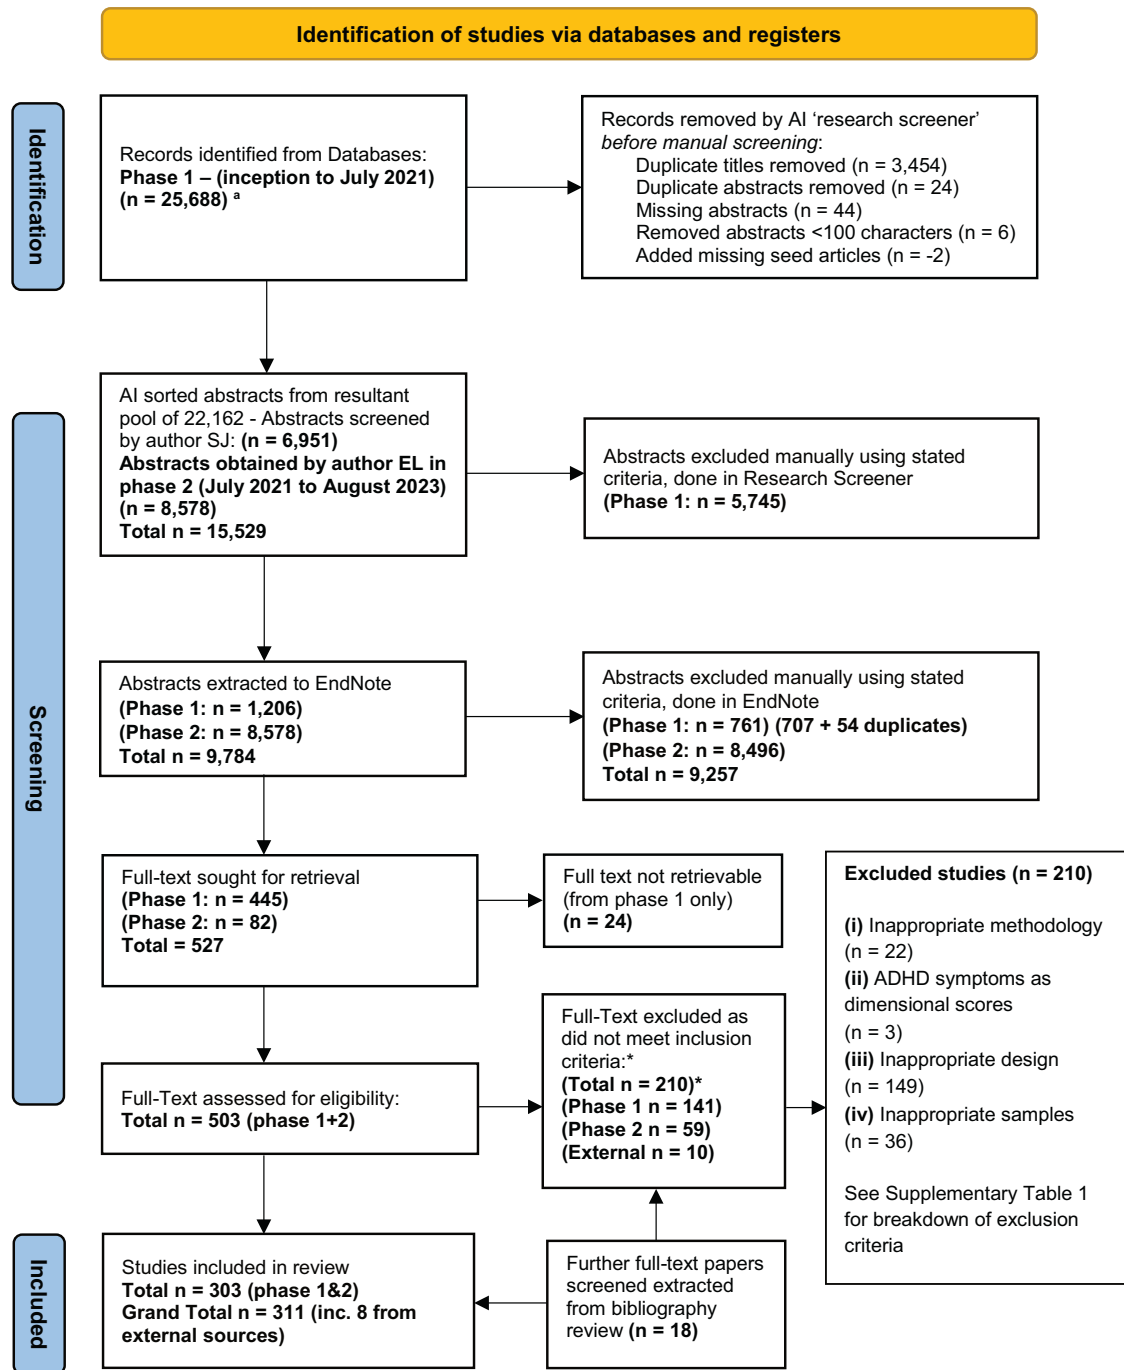 Identification of studies via databases and registers
Identification
Records identified from Databases:
Phase 1 – (inception to July 2021)
(n = 25,688) a
Records removed by AI ‘research screener’
before manual screening:
Duplicate titles removed (n = 3,454)
Duplicate abstracts removed (n = 24)
Missing abstracts (n = 44)
Removed abstracts <100 characters (n = 6)
Added missing seed articles (n = -2)
Screening
AI sorted abstracts from resultant
pool of 22,162 - Abstracts screened
by author SJ: (n = 6,951)
Abstracts obtained by author EL in
phase 2 (July 2021 to August 2023)
(n = 8,578)
Total n = 15,529
Abstracts excluded manually using stated
criteria, done in Research Screener
(Phase 1: n = 5,745)
Abstracts extracted to EndNote
(Phase 1: n = 1,206)
(Phase 2: n = 8,578)
Total n = 9,784
Abstracts excluded manually using stated
criteria, done in EndNote
(Phase 1: n = 761) (707 + 54 duplicates)
(Phase 2: n = 8,496)
Total n = 9,257
Full-text sought for retrieval
(Phase 1: n = 445)
(Phase 2: n = 82)
Total = 527
Full text not retrievable
(from phase 1 only)
(n = 24)
Full-Text assessed for eligibility:
Total n = 503 (phase 1+2)
Full-Text excluded as
did not meet inclusion
criteria:*
(Total n = 210)*
(Phase 1 n = 141)
(Phase 2 n = 59)
(External n = 10)
Excluded studies (n = 210)
(i) Inappropriate methodology
(n = 22)
(ii) ADHD symptoms as
dimensional scores
(n = 3)
(iii) Inappropriate design
(n = 149)
(iv) Inappropriate samples
(n = 36)
See Supplementary Table 1
for breakdown of exclusion
criteria
Included
Studies included in review
Total n = 303 (phase 1&2)
Grand Total n = 311 (inc. 8 from
external sources)
Further full-text papers
screened extracted
from bibliography
review (n = 18)